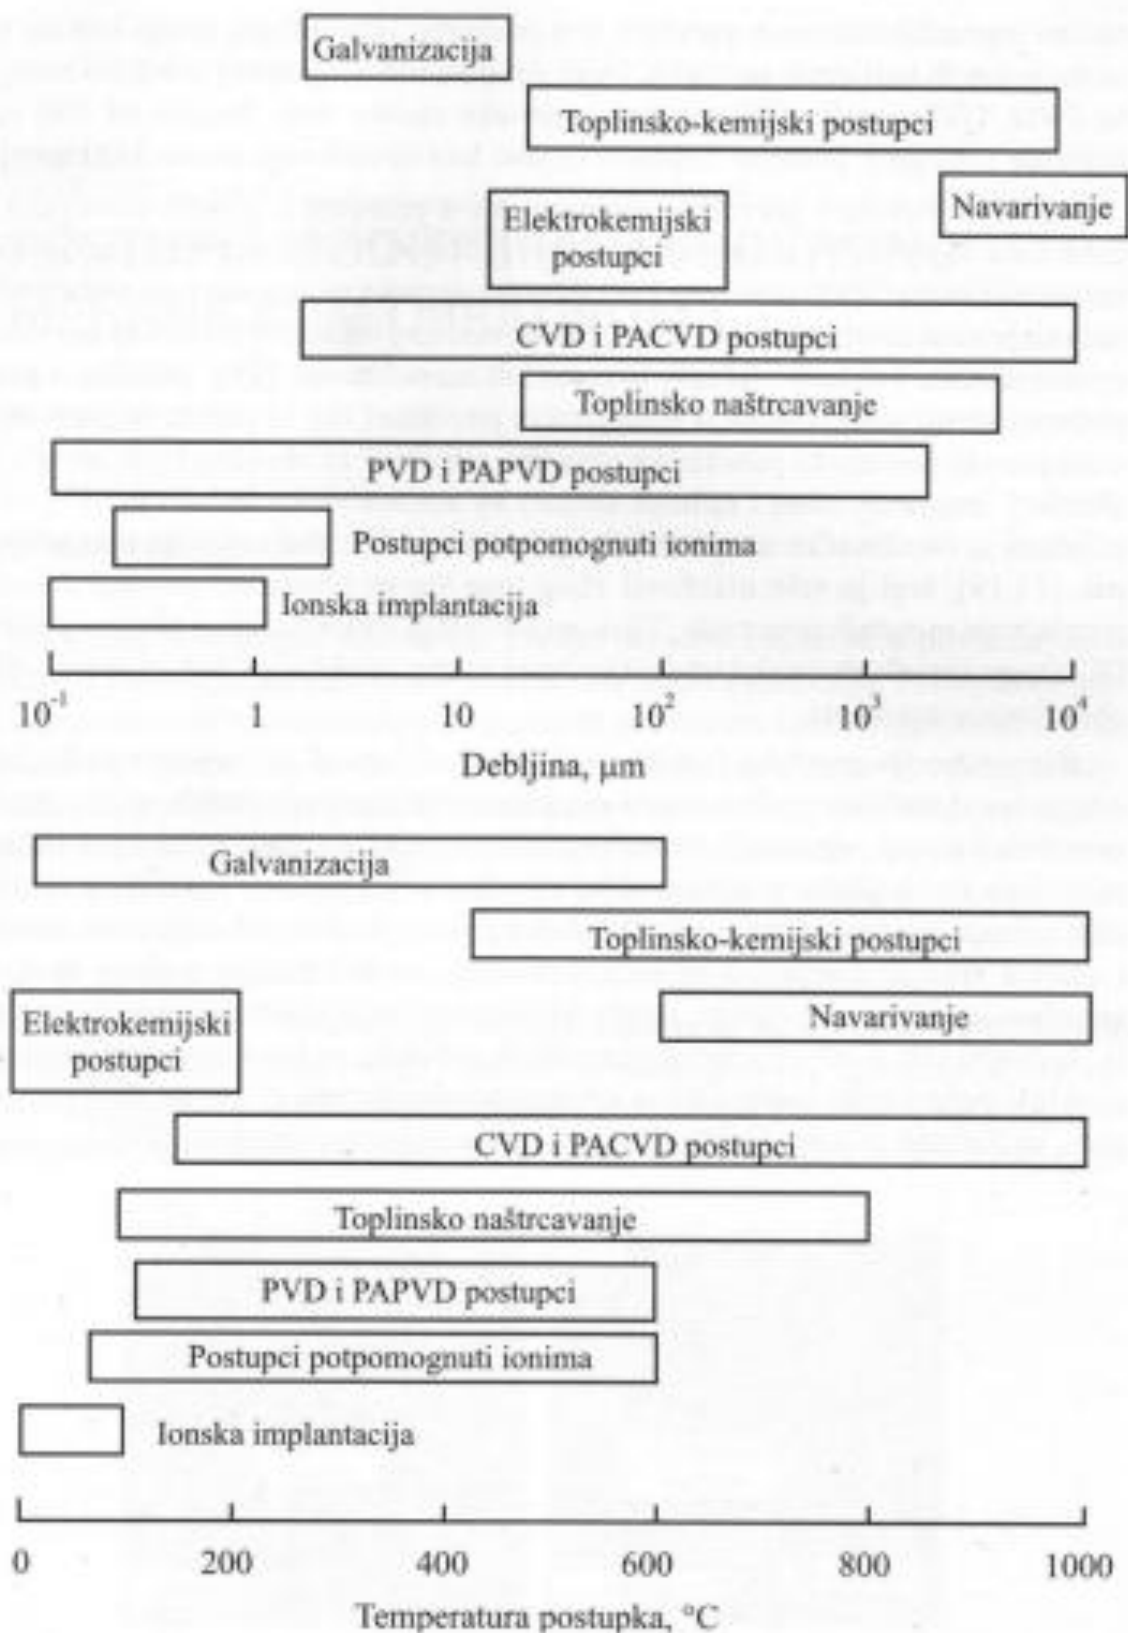 Galvanizacija
Toplinsko-kemijski postupci
Navarivanje
Elektrokemijski
postupci
CVD i PACVD postupci
Toplinsko naštrcavanje
PVD i PAPVD postupci
Postupci potpomognuti ionima
Ionska implantacija
10⁻¹ 1 10 10² 10³ 10⁴
Debljina, μm
Galvanizacija
Toplinsko-kemijski postupci
Navarivanje
Elektrokemijski
postupci
CVD i PACVD postupci
Toplinsko naštrcavanje
PVD i PAPVD postupci
Postupci potpomognuti ionima
Ionska implantacija
0 200 400 600 800 1000
Temperatura postupka, °C